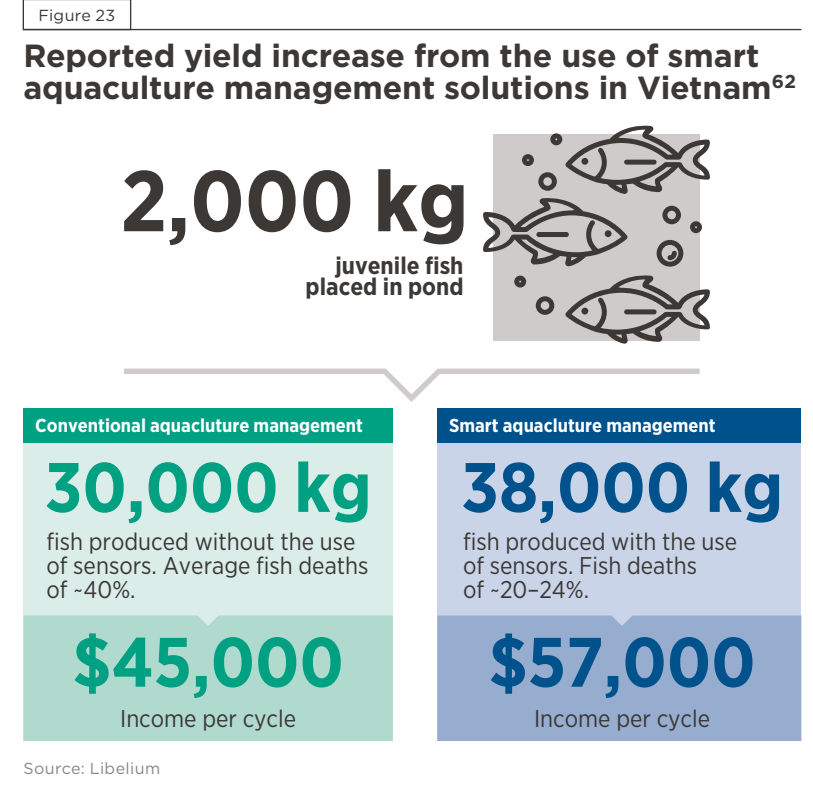 Figure 23
Reported yield increase from the use of smart
aquaculture management solutions in Vietnam⁶²
2,000 kg
juvenile fish
placed in pond
Conventional aquacluture management
30,000 kg
fish produced without the use
of sensors. Average fish deaths
of ~40%.
$45,000
Income per cycle
Smart aquacluture management
38,000 kg
fish produced with the use
of sensors. Fish deaths
of ~20–24%.
$57,000
Income per cycle
Source: Libelium